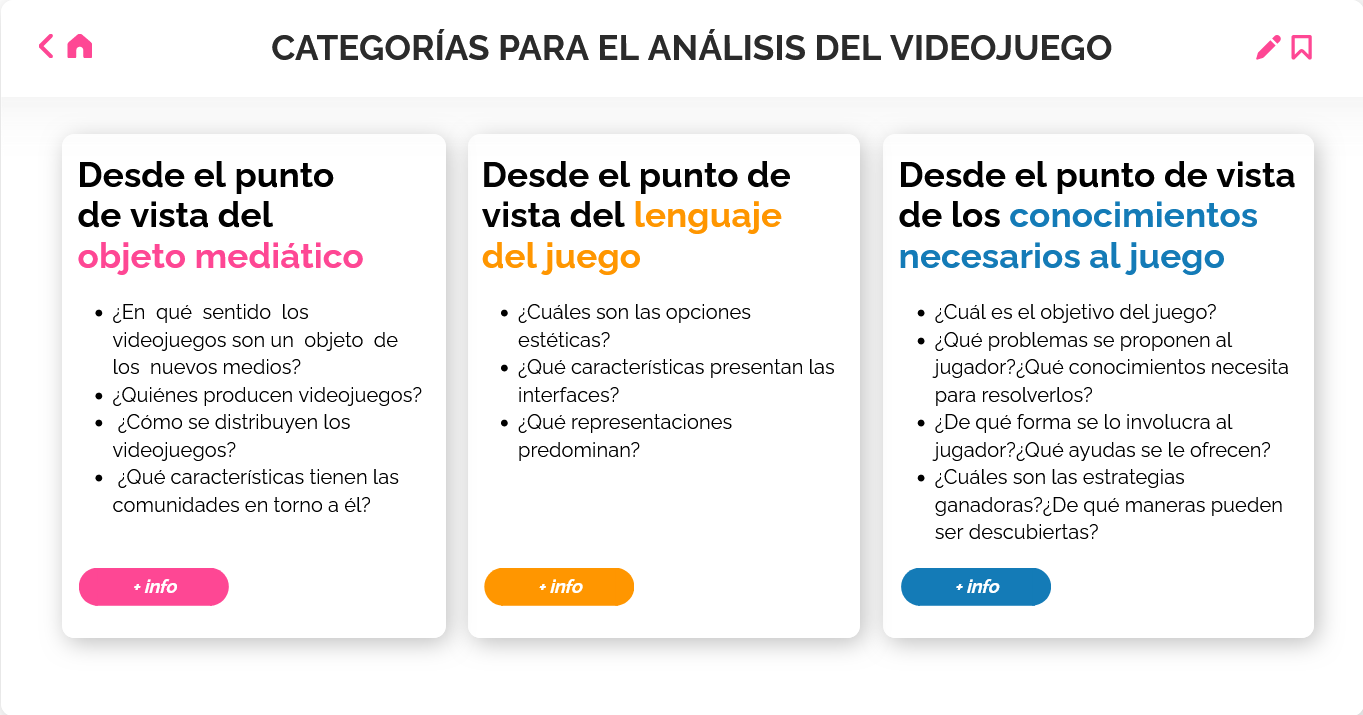 CATEGORÍAS PARA EL ANÁLISIS DEL VIDEOJUEGO
Desde el punto
de vista del
objeto mediático
• ¿En qué sentido los
videojuegos son un objeto de
los nuevos medios?
• ¿Quiénes producen videojuegos?
• ¿Cómo se distribuyen los
videojuegos?
• ¿Qué características tienen las
comunidades en torno a él?
+ info
Desde el punto de
vista del lenguaje
del juego
• ¿Cuáles son las opciones
estéticas?
• ¿Qué características presentan las
interfaces?
• ¿Qué representaciones
predominan?
+ info
Desde el punto de vista
de los conocimientos
necesarios al juego
• ¿Cuál es el objetivo del juego?
• ¿Qué problemas se proponen al
jugador?¿Qué conocimientos necesita
para resolverlos?
• ¿De qué forma se lo involucra al
jugador?¿Qué ayudas se le ofrecen?
• ¿Cuáles son las estrategias
ganadoras?¿De qué maneras pueden
ser descubiertas?
+ info